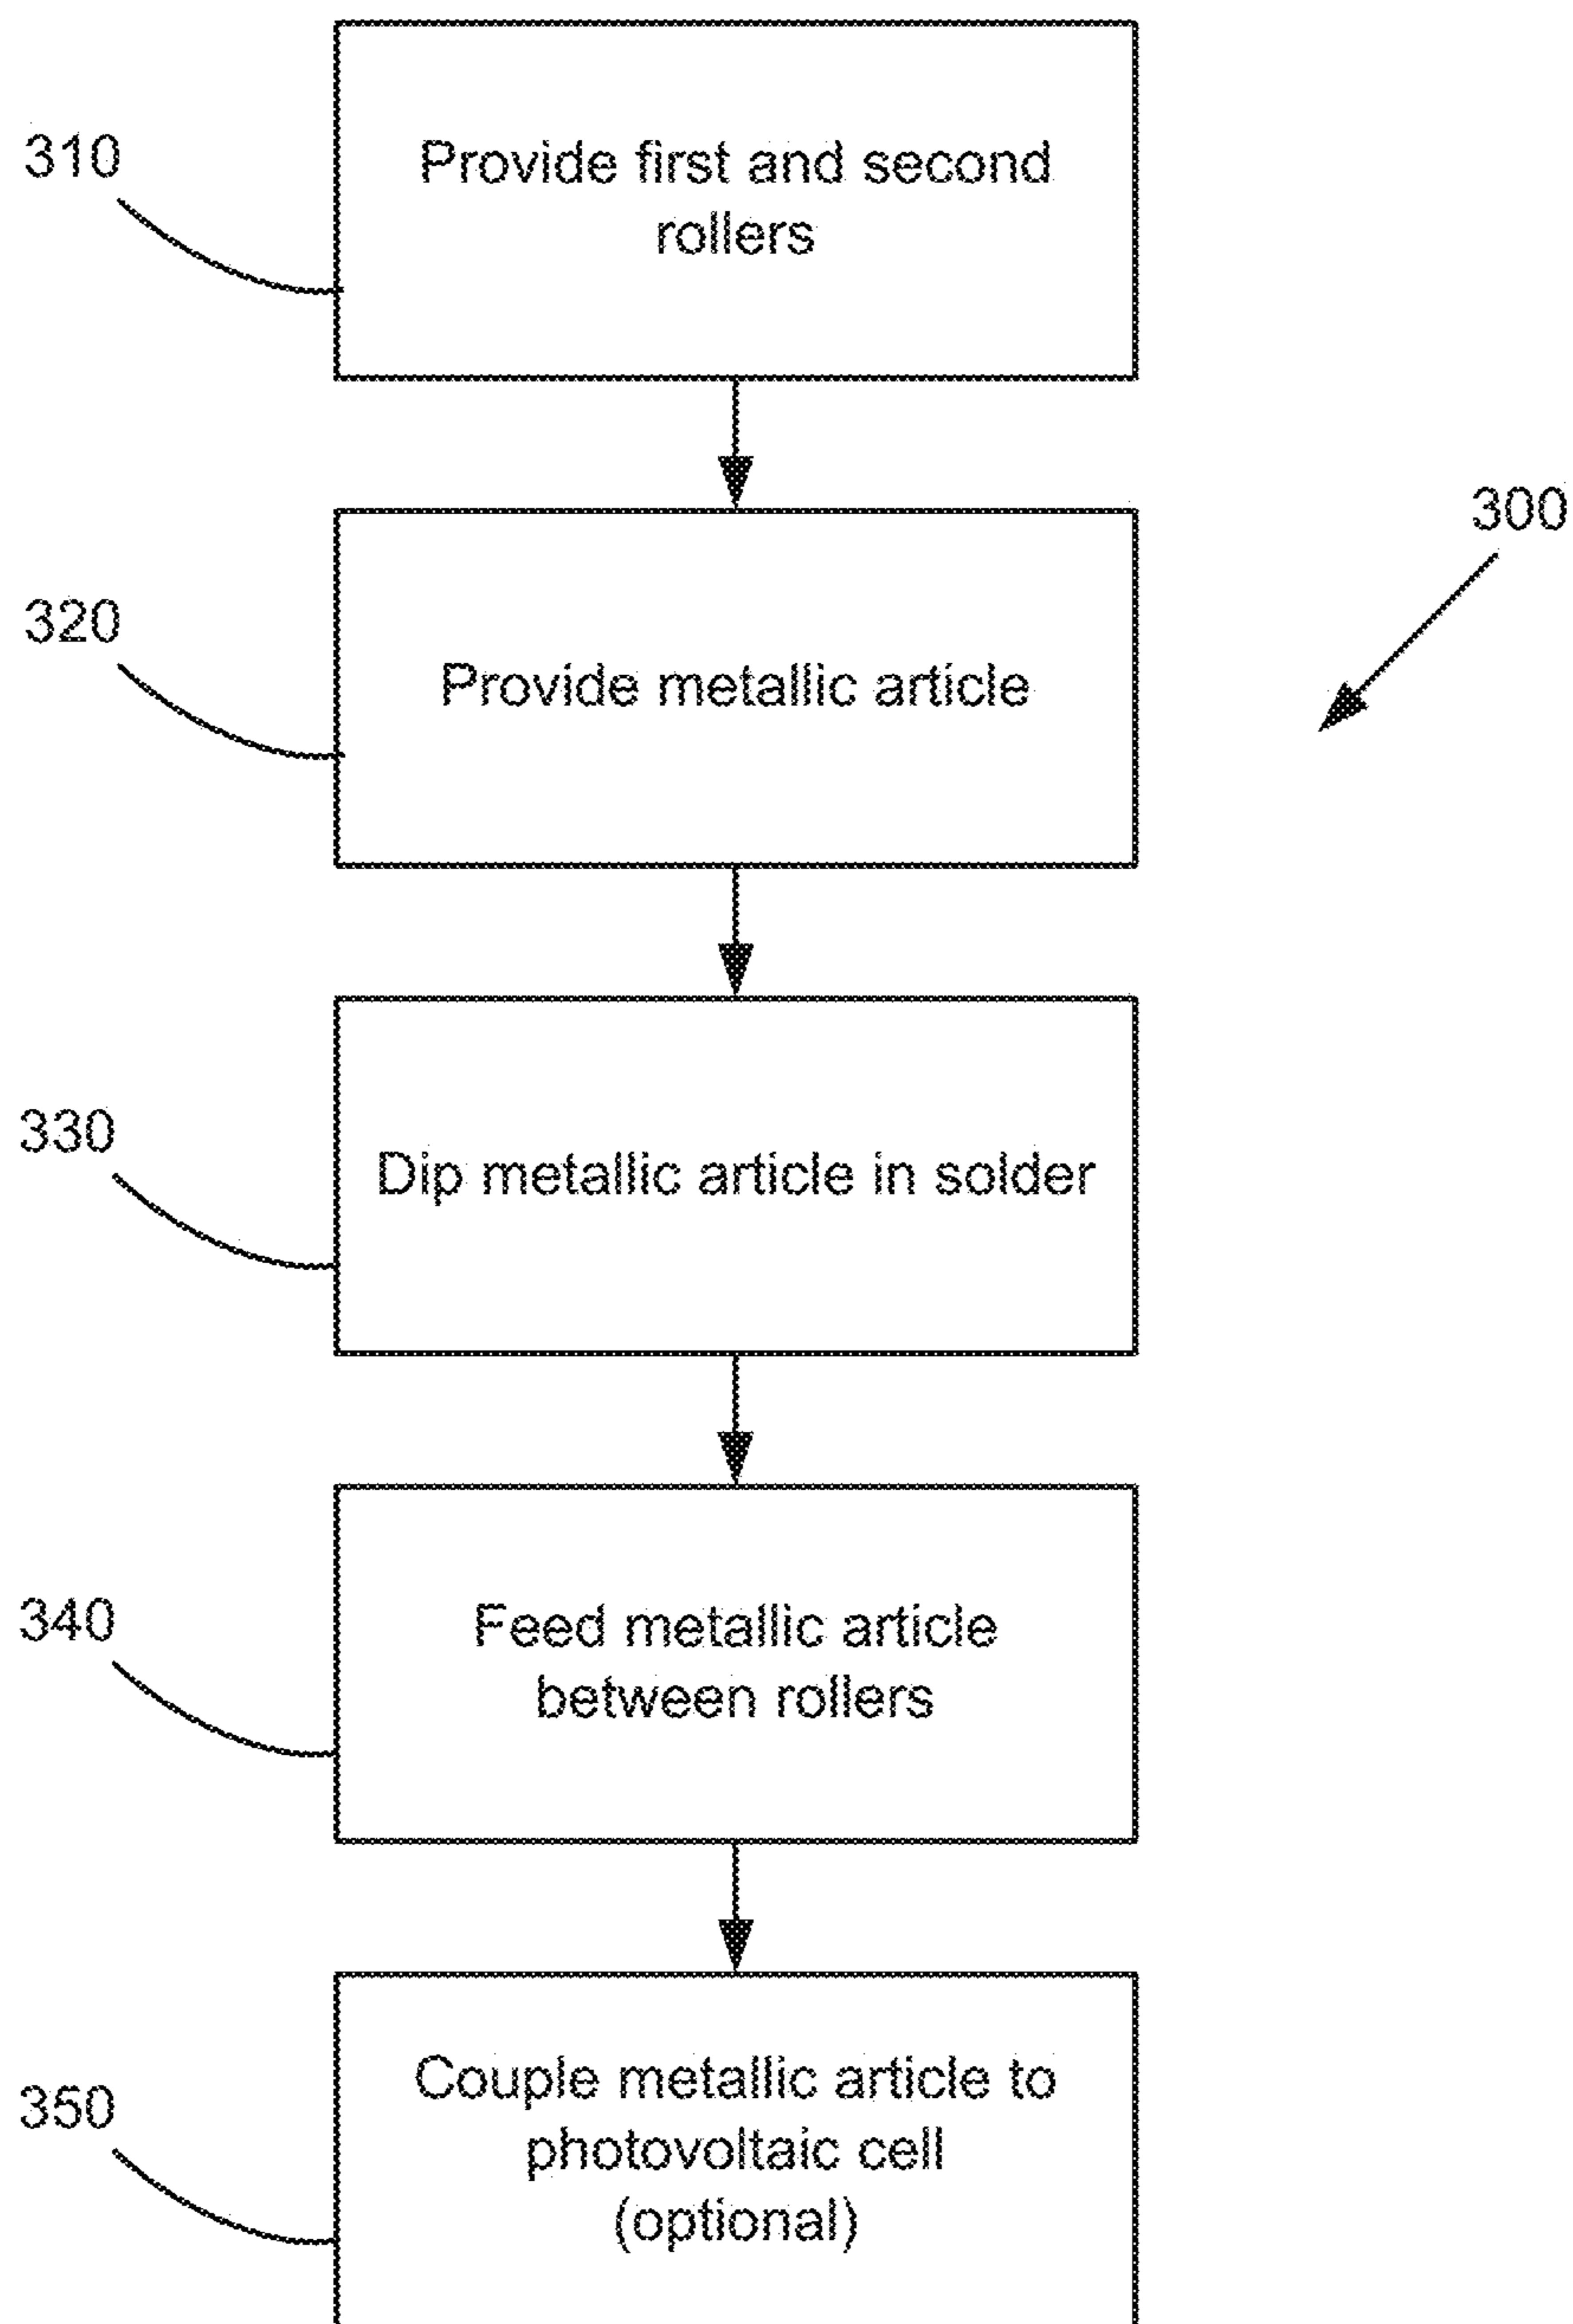 310
Provide first and second
rollers
300
320
Provide metallic article
330
Dip metallic article in solder
340
Feed metallic article
between rollers
350
Couple metallic article to
photovoltaic cell
(optional)